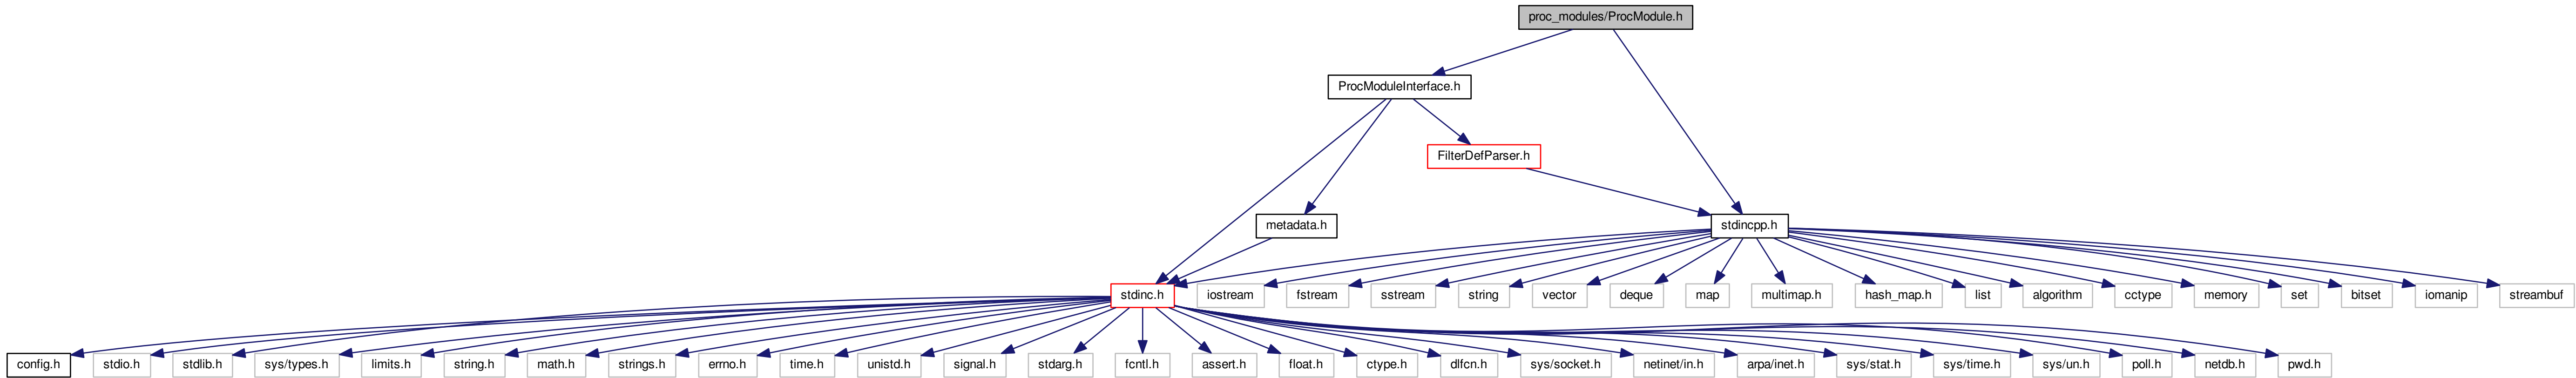 proc_modules/ProcModule.h
ProcModuleInterface.h
FilterDefParser.h
metadata.h
stdincpp.h
stdinc.h
iostream
fstream
sstream
string
vector
deque
map
multimap.h
hash_map.h
list
algorithm
cctype
memory
set
bitset
iomanip
streambuf
config.h
stdio.h
stdlib.h
sys/types.h
limits.h
string.h
math.h
strings.h
errno.h
time.h
unistd.h
signal.h
stdarg.h
fcntl.h
assert.h
float.h
ctype.h
dlfcn.h
sys/socket.h
netinet/in.h
arpa/inet.h
sys/stat.h
sys/time.h
sys/un.h
poll.h
netdb.h
pwd.h